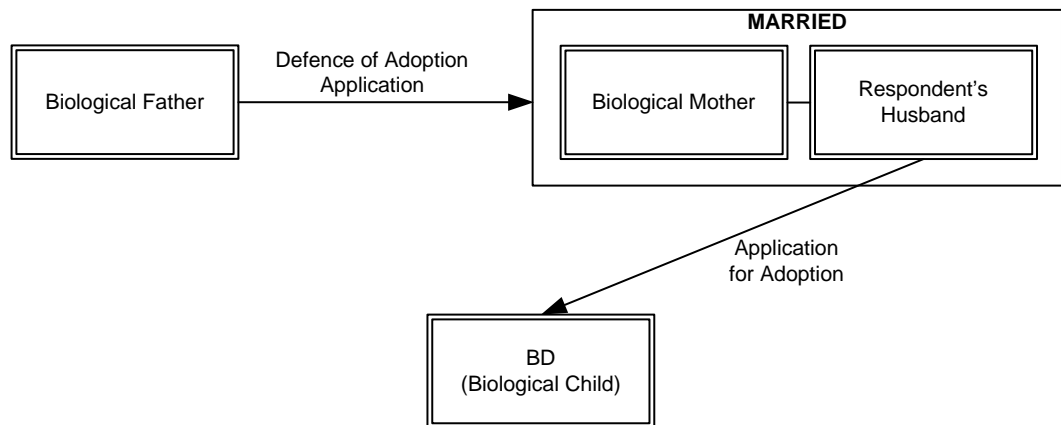 MARRIED
Defence of Adoption
Application
Biological Father
Biological Mother
Respondent’s
Husband
Application
for Adoption
BD
(Biological Child)